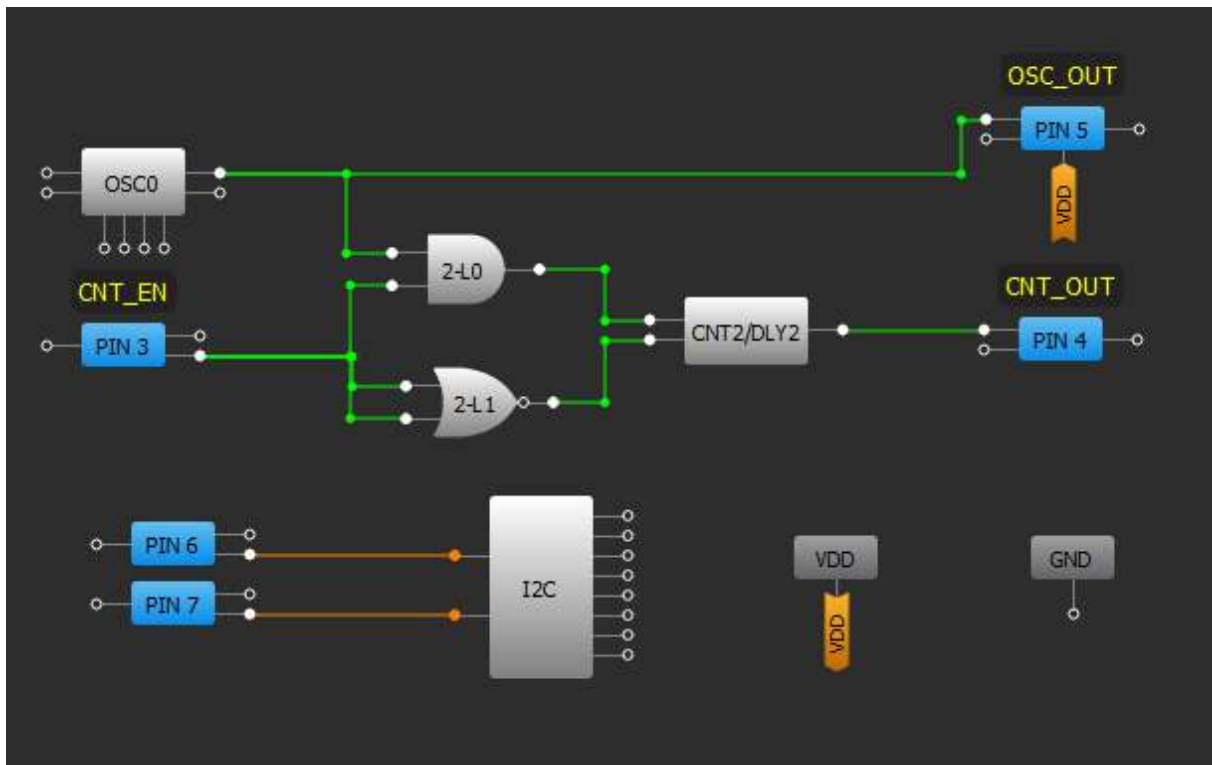 OSC_OUT
PIN 5
VDD
OSC0
2-L0
CNT_EN
PIN 3
CNT_OUT
PIN 4
CNT2/DLY2
2-L1
PIN 6
PIN 7
I2C
VDD
VDD
GND